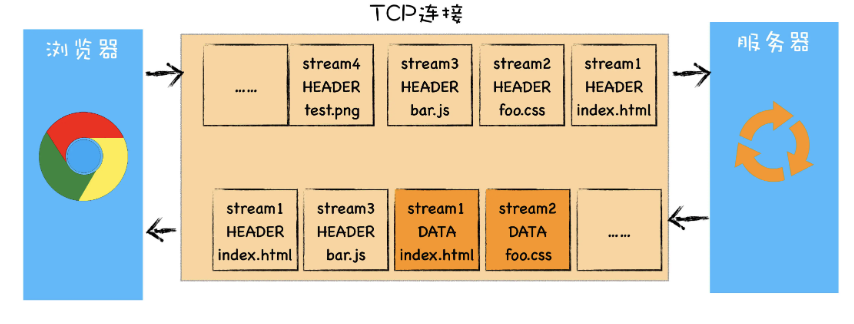 TCP连接
浏览器
服务器
……
stream4
HEADER
test.png
stream3
HEADER
bar.js
stream2
HEADER
foo.css
stream1
HEADER
index.html
stream1
HEADER
index.html
stream3
HEADER
bar.js
stream1
DATA
index.html
stream2
DATA
foo.css
……